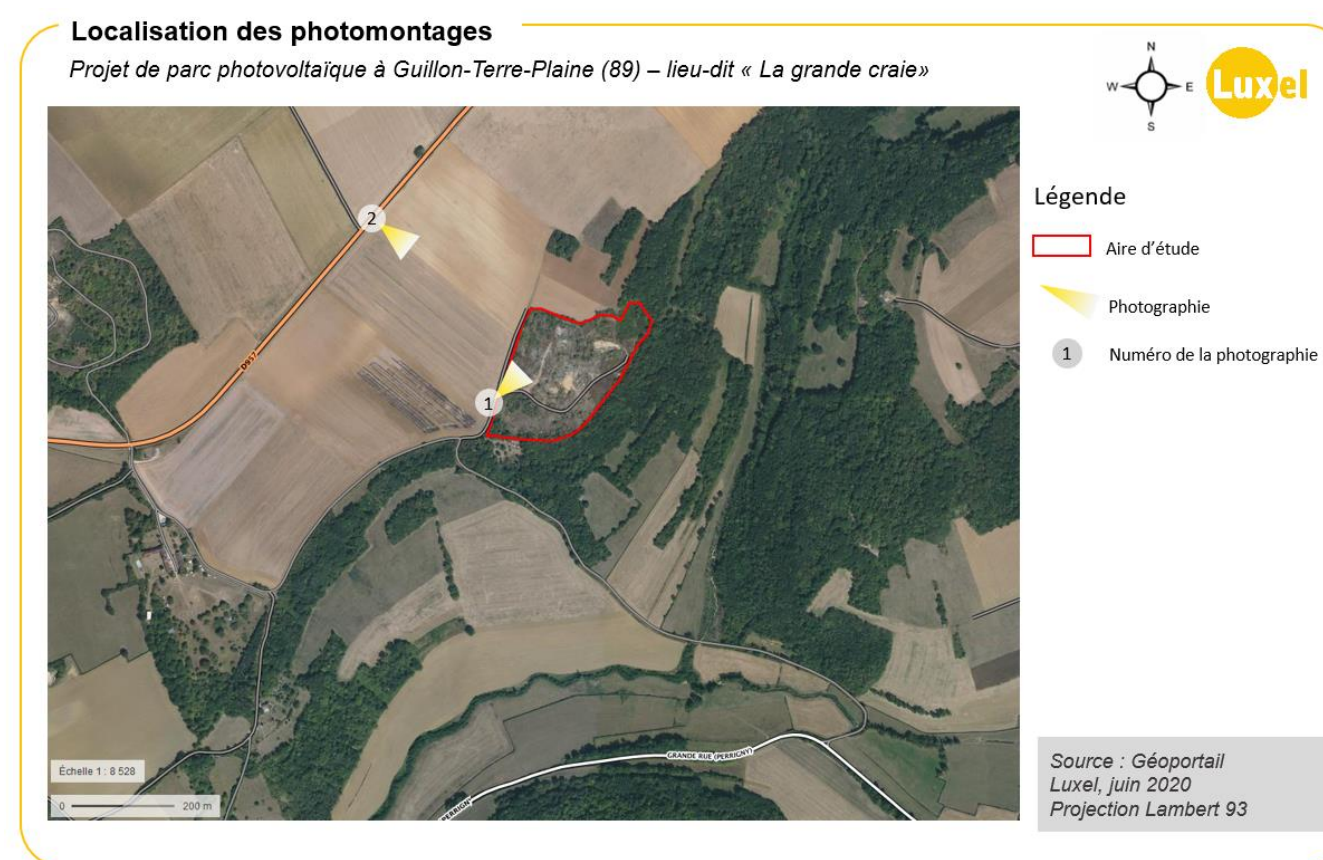 Localisation des photomontages
Projet de parc photovoltaïque à Guillon-Terre-Plaine (89) – lieu-dit « La grande craie»
N
W
E
S
Luxel
2
D957
1
Légende
Aire d'étude
Photographie
1
Numéro de la photographie
GRANDE RUE (PERRIGNY)
Échelle 1 : 8 528
0
200 m
Source : Géoportail
Luxel, juin 2020
Projection Lambert 93